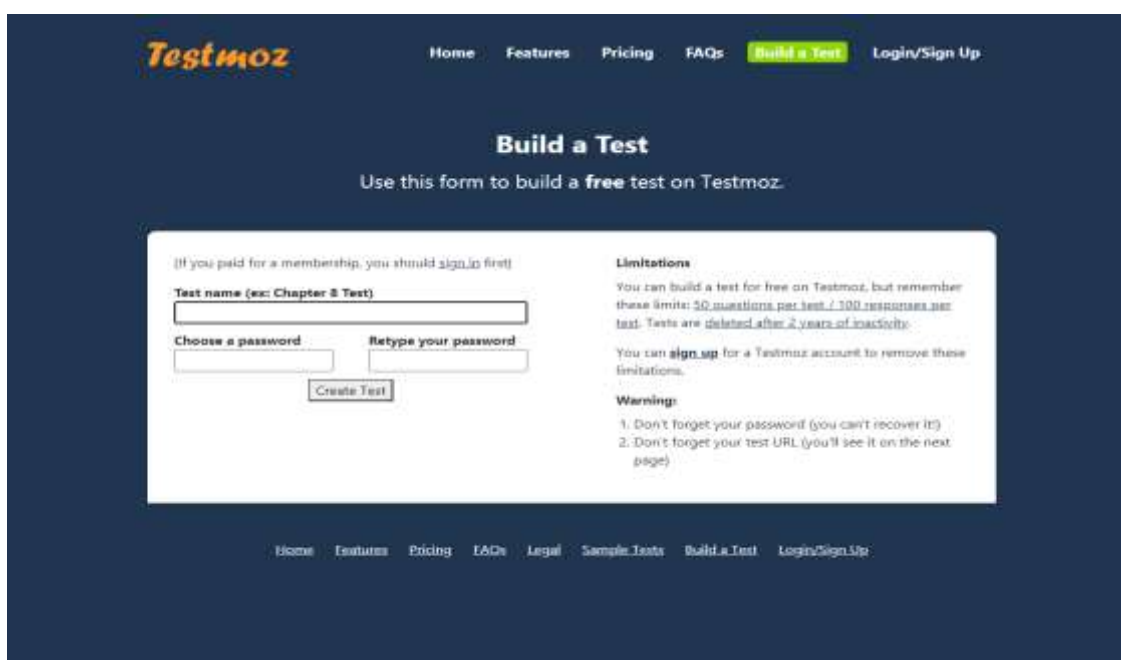 Testmoz
Home Features Pricing FAQs Build a Test Login/Sign Up
Build a Test
Use this form to build a free test on Testmoz.
(If you paid for a membership, you should sign in first)
Test name (ex: Chapter 8 Test)
Choose a password Retype your password
Create Test
Limitations
You can build a test for free on Testmoz, but remember
these limits: 50 questions per test / 100 responses per
test. Tests are deleted after 2 years of inactivity.
You can sign up for a Testmoz account to remove these
limitations.
Warning:
1. Don't forget your password (you can't recover it!)
2. Don't forget your test URL (you'll see it on the next
page)
Home Features Pricing FAQs Legal Sample Tests Build a Test Login/Sign Up